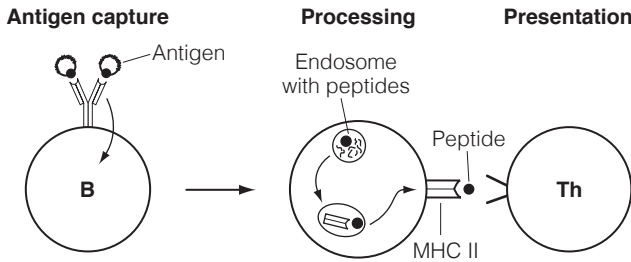 Antigen capture
Processing
Presentation
Antigen
Endosome
with peptides
Peptide
B
Th
MHC II